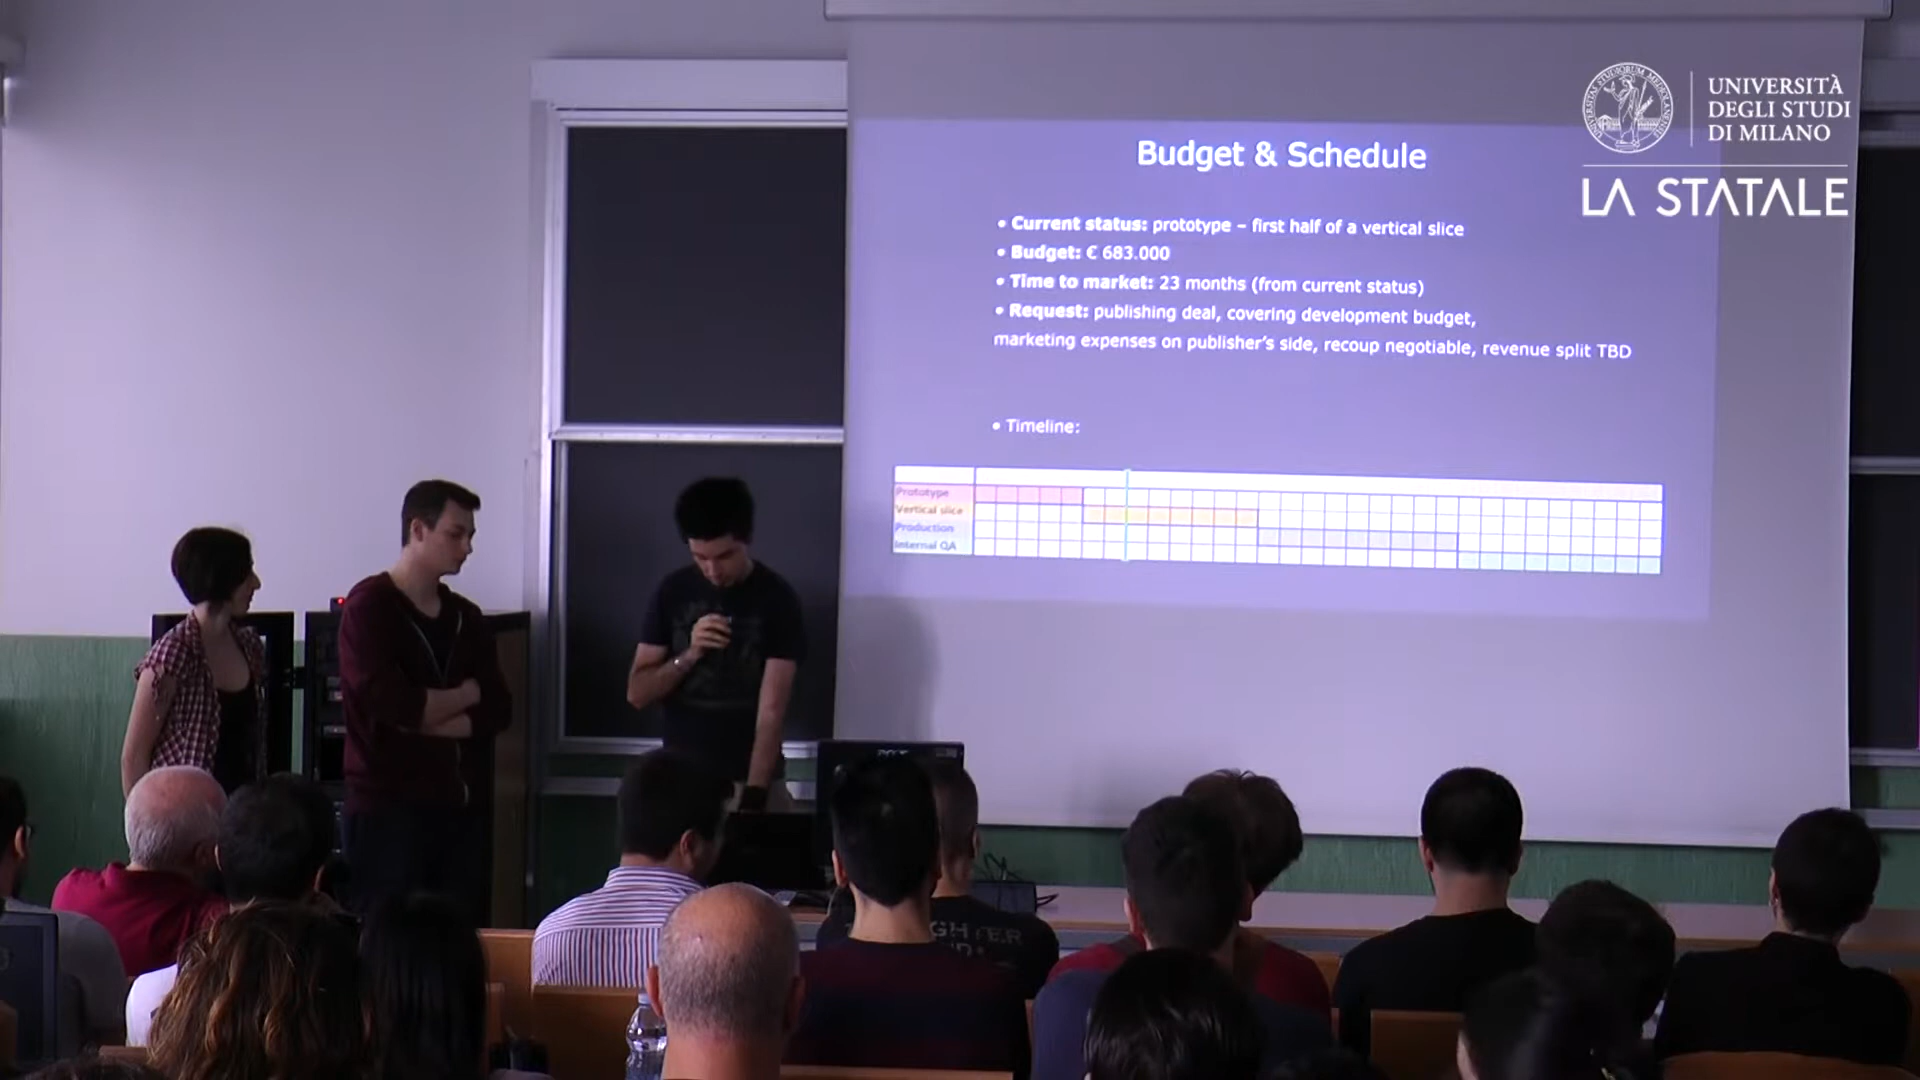 UNIVERSITÀ
DEGLI STUDI
DI MILANO
LA STATALE
Budget & Schedule
• Current status: prototype – first half of a vertical slice
• Budget: € 683.000
• Time to market: 23 months (from current status)
• Request: publishing deal, covering development budget,
marketing expenses on publisher's side, recoup negotiable, revenue split TBD
• Timeline:
Prototype
Vertical slice
Production
Internal QA